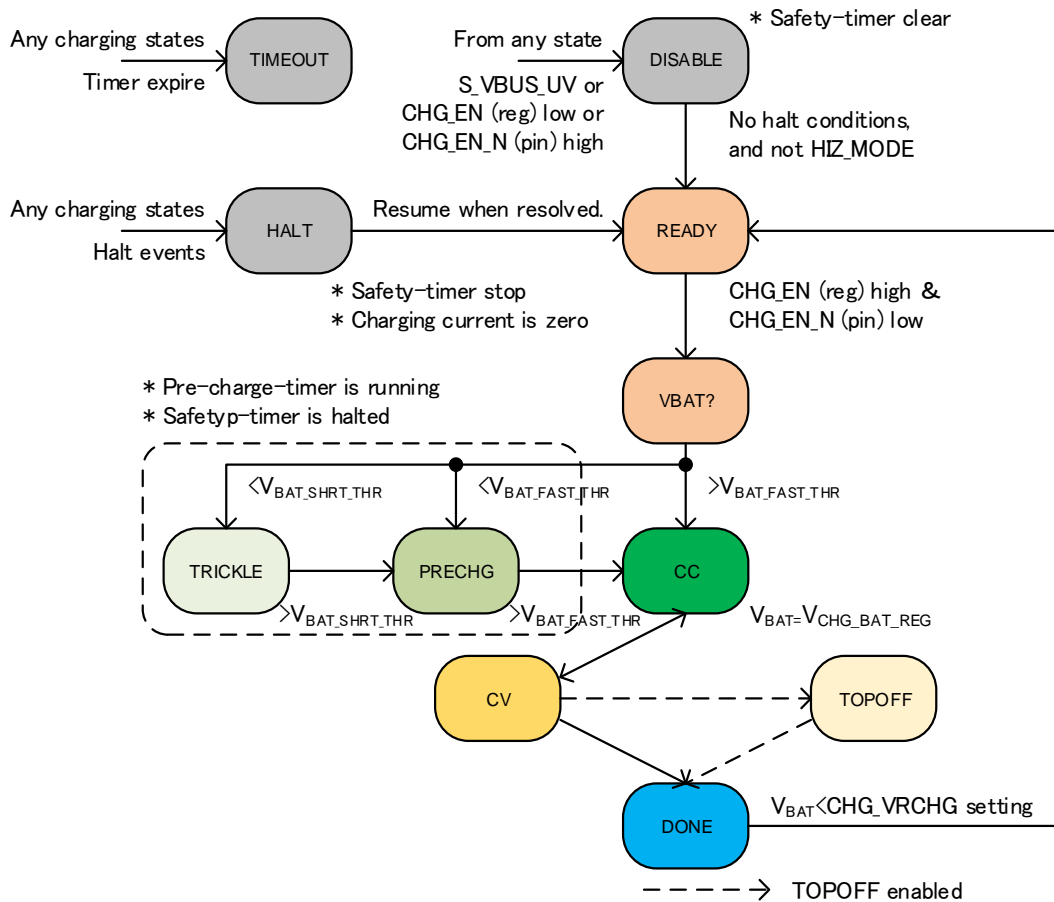 * Safety-timer clear
Any charging states
TIMEOUT
Timer expire
From any state
DISABLE
S_VBUS_UV or
CHG_EN (reg) low or
CHG_EN_N (pin) high
No halt conditions,
and not HIZ_MODE
Any charging states
HALT
Halt events
Resume when resolved.
READY
* Safety-timer stop
* Charging current is zero
CHG_EN (reg) high &
CHG_EN_N (pin) low
* Pre-charge-timer is running
* Safetyp-timer is halted
VBAT?
<VBAT_SHRT_THR
<VBAT_FAST_THR
>VBAT_FAST_THR
TRICKLE
PRECHG
CC
>VBAT_SHRT_THR
>VBAT_FAST_THR
VBAT=VCHG_BAT_REG
CV
TOPOFF
DONE
VBAT<CHG_VRCHG setting
TOPOFF enabled